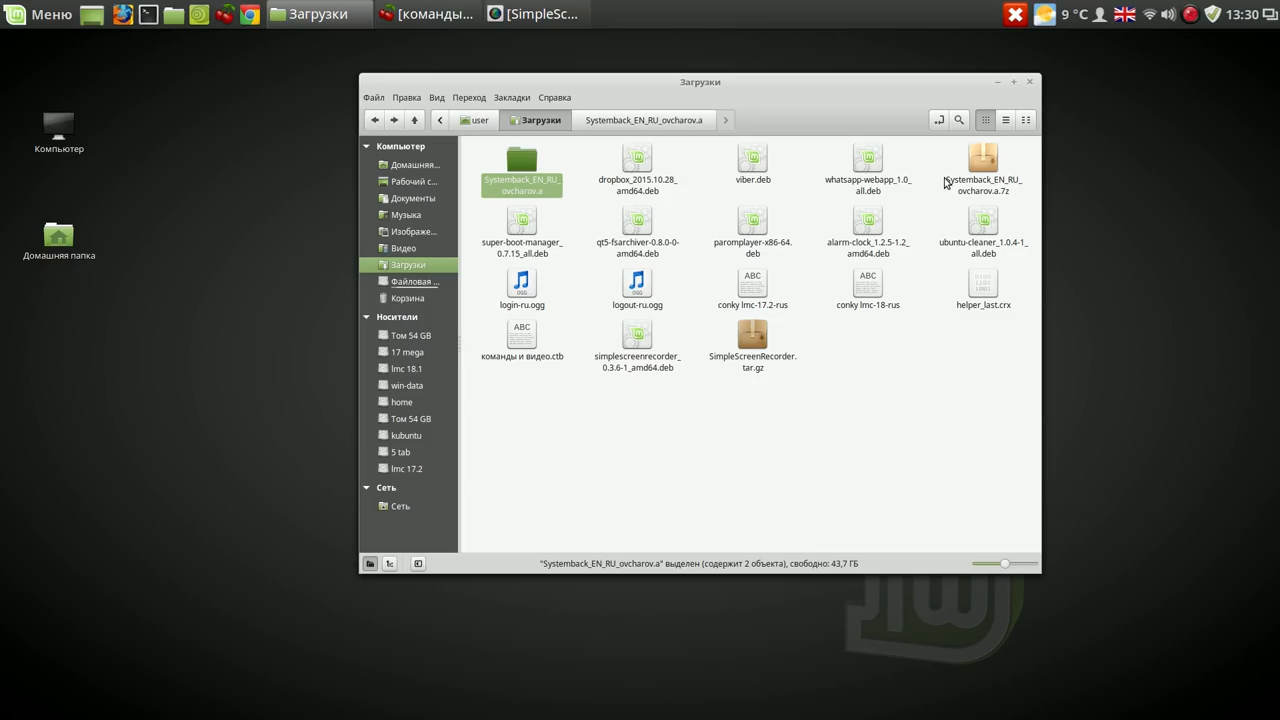 Меню
Загрузки
[команды...
[SimpleSc...
9 °C
13:30
Компьютер
Домашняя папка
Загрузки
Файл Правка Вид Переход Закладки Справка
user
Загрузки
Systemback_EN_RU_ovcharov.a
Компьютер
Домашняя...
Рабочий с...
Документы
Музыка
Изображе...
Видео
Загрузки
Файловая ...
Корзина
Носители
Том 54 GB
17 mega
lmc 18.1
win-data
home
Том 54 GB
kubuntu
5 tab
lmc 17.2
Сеть
Сеть
Systemback_EN_RU_
ovcharov.a
dropbox_2015.10.28_
amd64.deb
viber.deb
whatsapp-webapp_1.0_
all.deb
Systemback_EN_RU_
ovcharov.a.7z
super-boot-manager_
0.7.15_all.deb
qt5-fsarchiver-0.8.0-0-
amd64.deb
paromplayer-x86-64.
deb
alarm-clock_1.2.5-1.2_
amd64.deb
ubuntu-cleaner_1.0.4-1_
all.deb
OGG
login-ru.ogg
OGG
logout-ru.ogg
ABC
conky lmc-17.2-rus
ABC
conky lmc-18-rus
helper_last.crx
ABC
команды и видео.ctb
simplescreenrecorder_
0.3.6-1_amd64.deb
SimpleScreenRecorder.
tar.gz
"Systemback_EN_RU_ovcharov.a" выделен (содержит 2 объекта), свободно: 43,7 ГБ